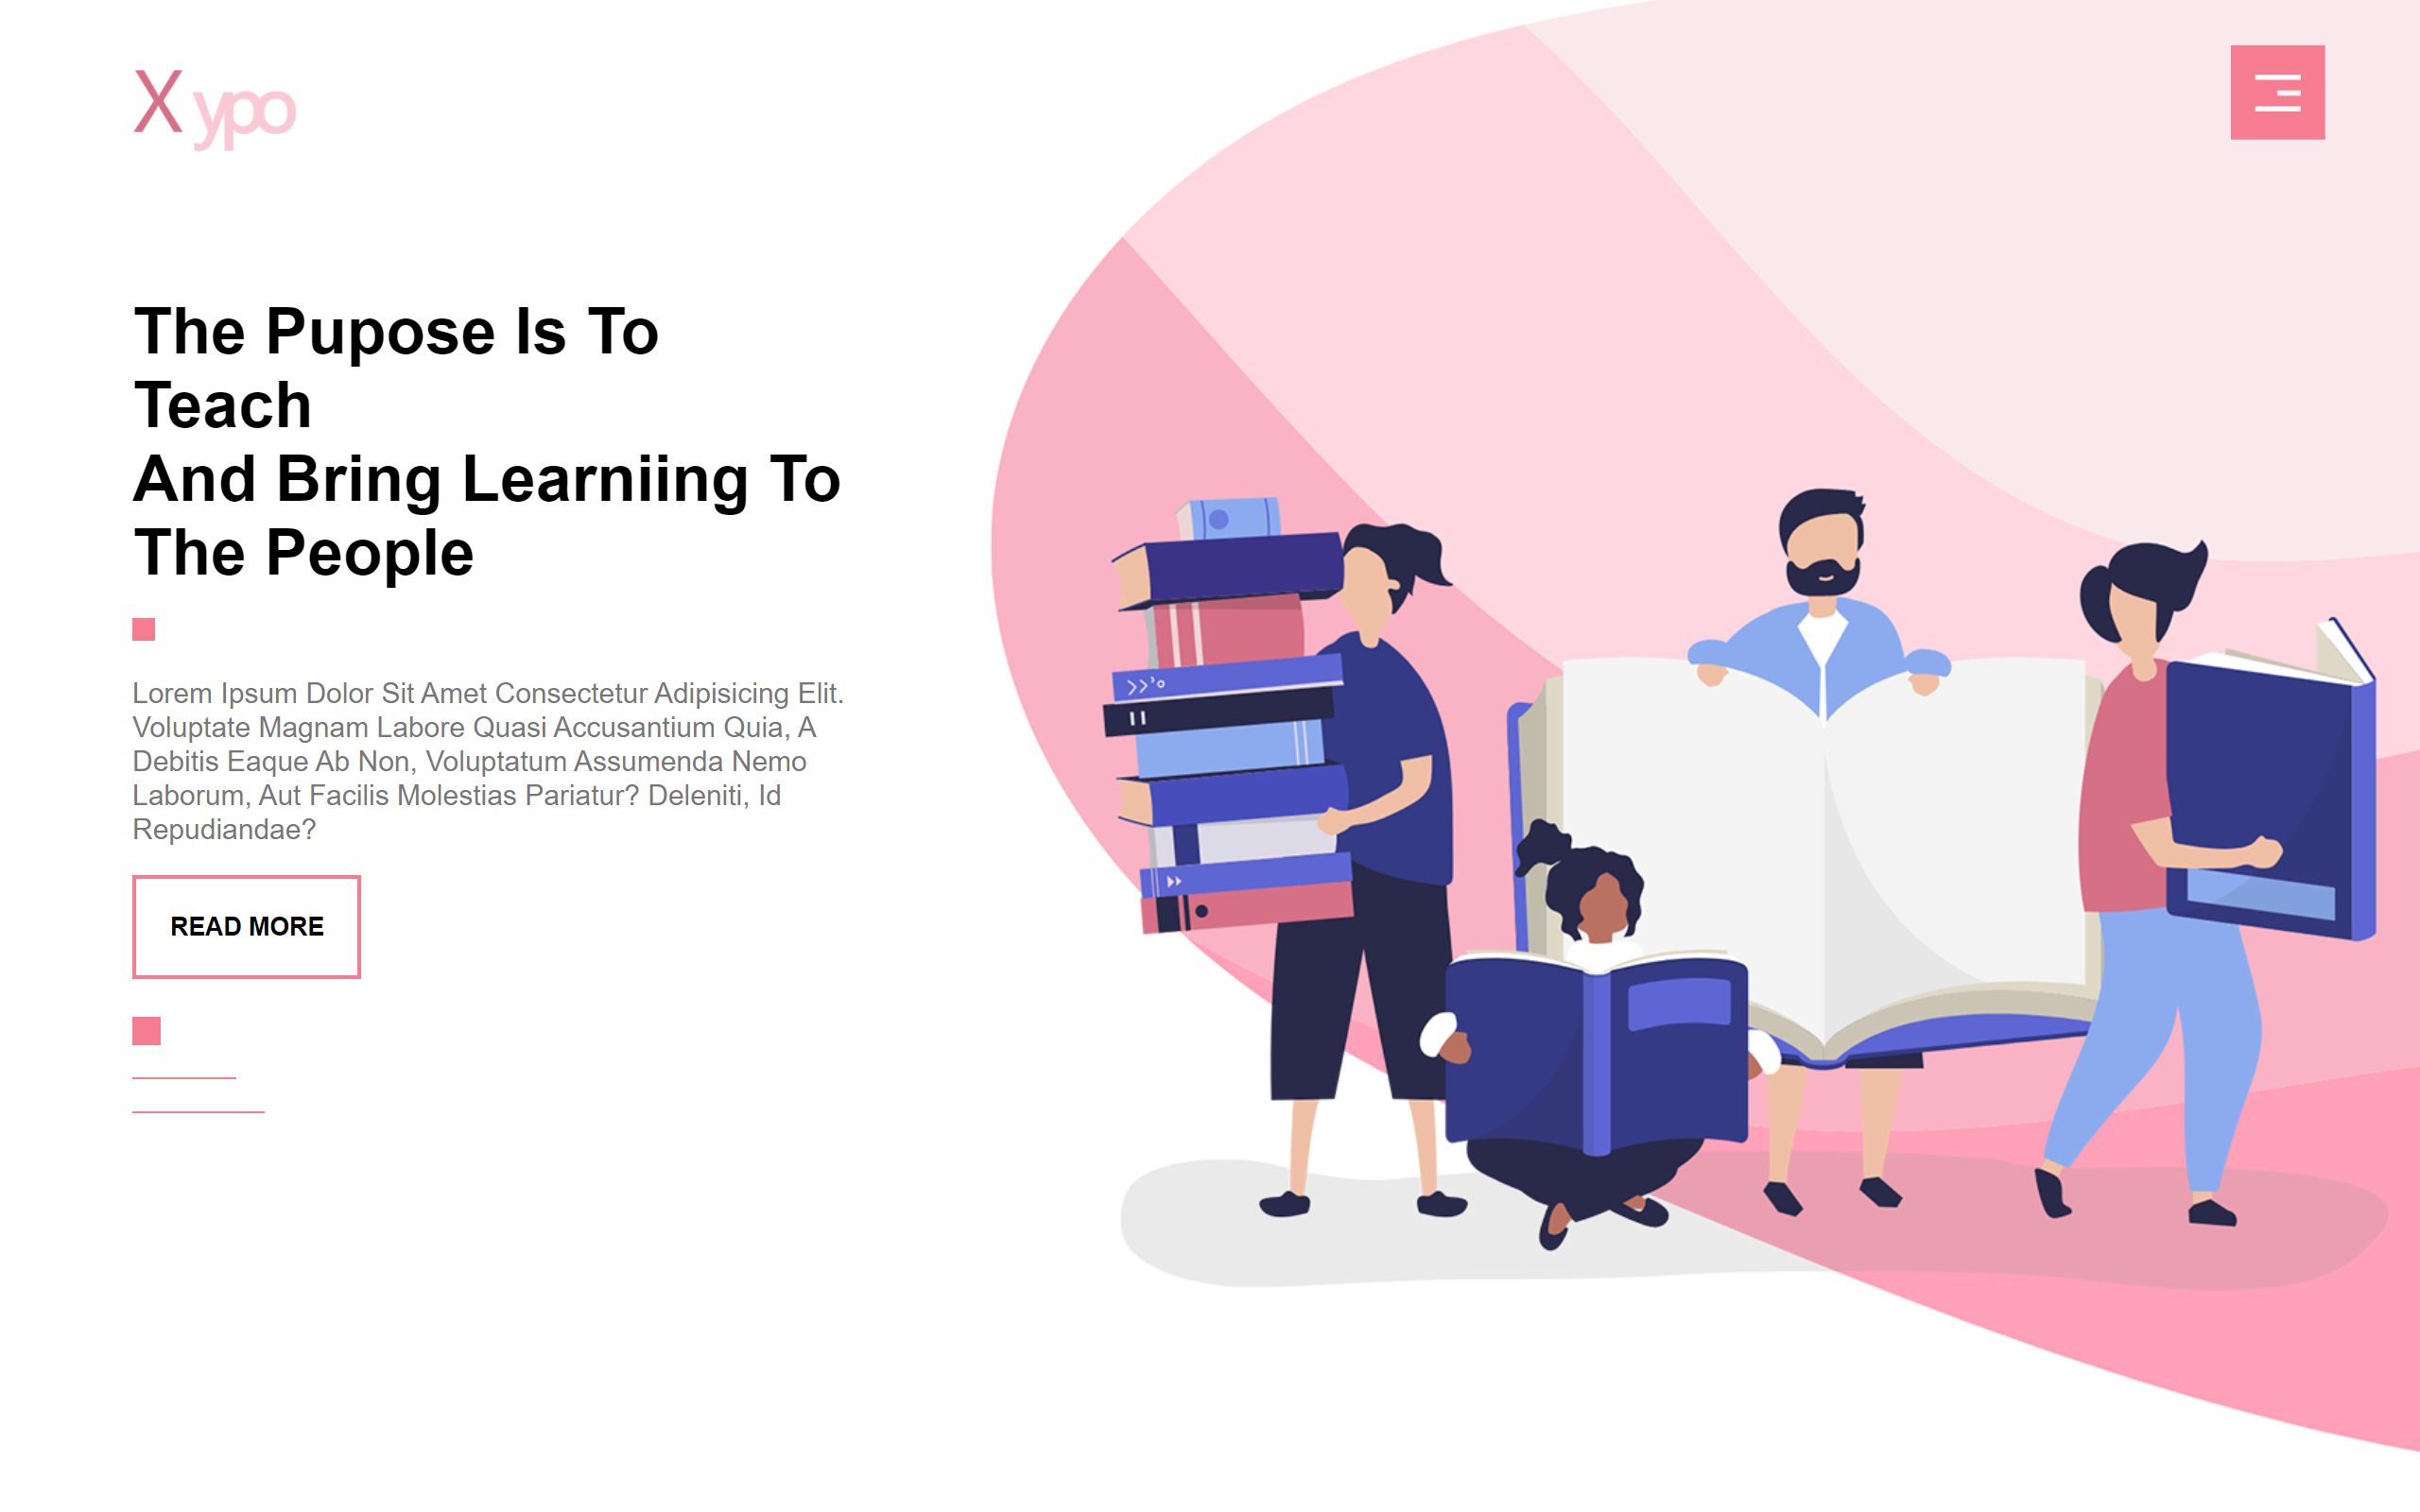 Xypo
The Pupose Is To
Teach
And Bring Learniing To
The People
Lorem Ipsum Dolor Sit Amet Consectetur Adipisicing Elit.
Voluptate Magnam Labore Quasi Accusantium Quia, A
Debitis Eaque Ab Non, Voluptatum Assumenda Nemo
Laborum, Aut Facilis Molestias Pariatur? Deleniti, Id
Repudiandae?
READ MORE